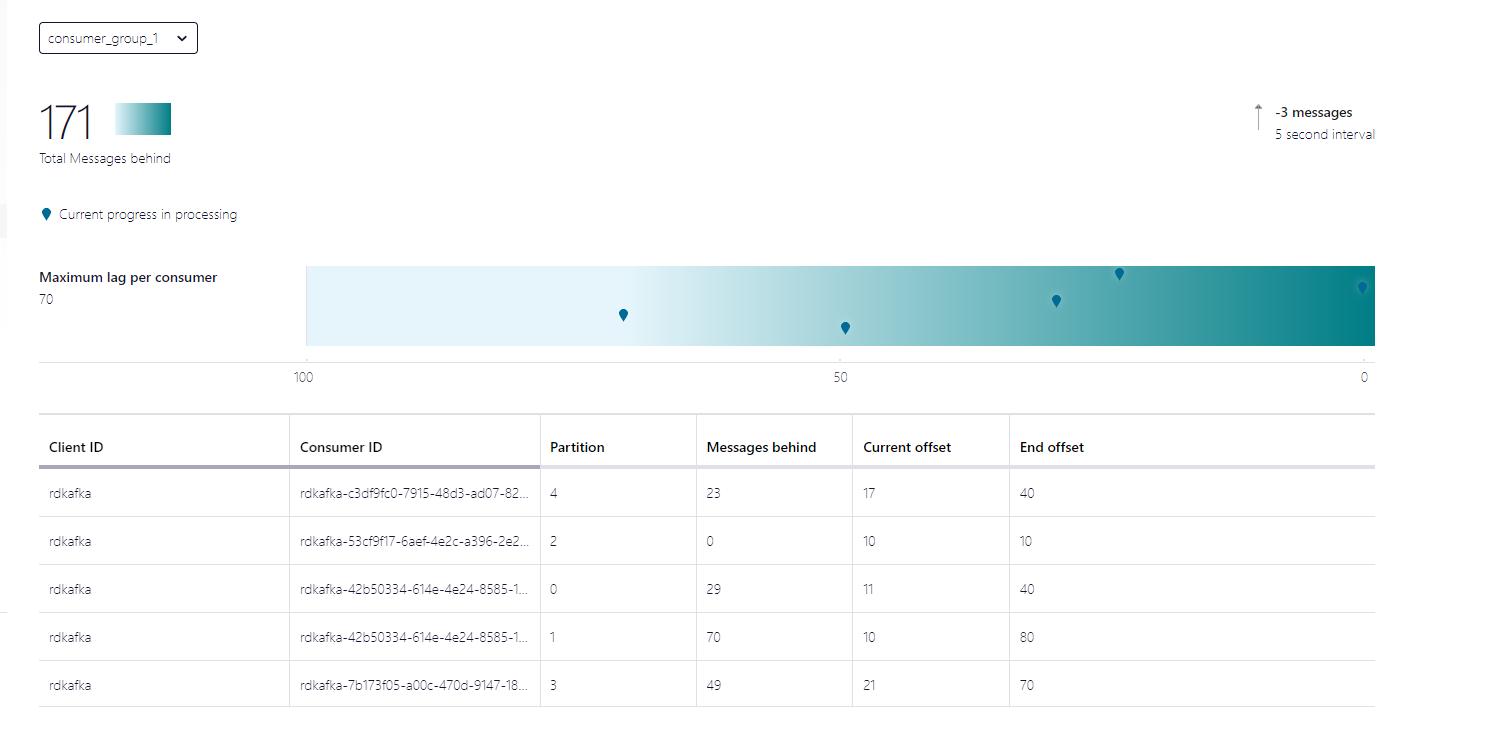 consumer_group_1
171
Total Messages behind
-3 messages
5 second interval
Current progress in processing
Maximum lag per consumer
70
100 50 0
Client ID Consumer ID Partition Messages behind Current offset End offset
rdkafka rdkafka-c3df9fc0-7915-48d3-ad07-82... 4 23 17 40
rdkafka rdkafka-53cf9f17-6aef-4e2c-a396-2e2... 2 0 10 10
rdkafka rdkafka-42b50334-614e-4e24-8585-1... 0 29 11 40
rdkafka rdkafka-42b50334-614e-4e24-8585-1... 1 70 10 80
rdkafka rdkafka-7b173f05-a00c-470d-9147-18... 3 49 21 70